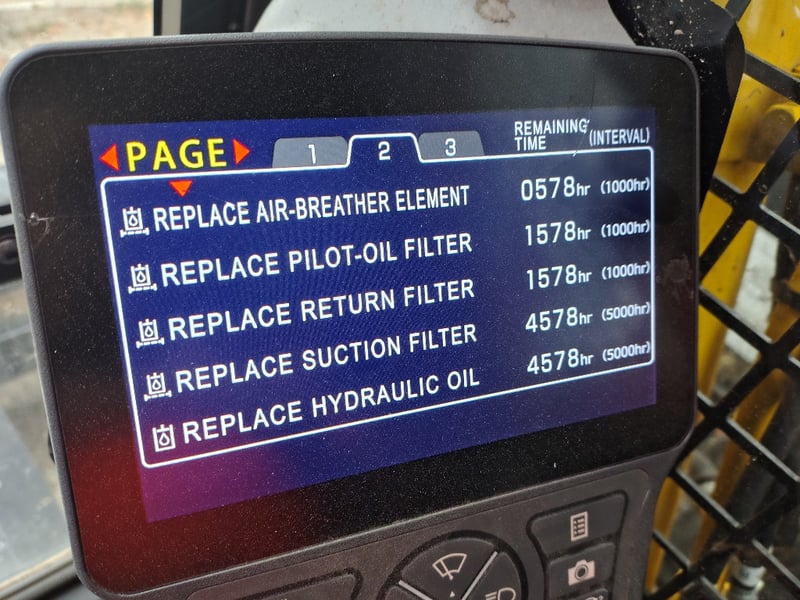 PAGE 1 2 3 REMAINING TIME (INTERVAL)
REPLACE AIR-BREATHER ELEMENT 0578hr (1000hr)
REPLACE PILOT-OIL FILTER 1578hr (1000hr)
REPLACE RETURN FILTER 1578hr (1000hr)
REPLACE SUCTION FILTER 4578hr (5000hr)
REPLACE HYDRAULIC OIL 4578hr (5000hr)